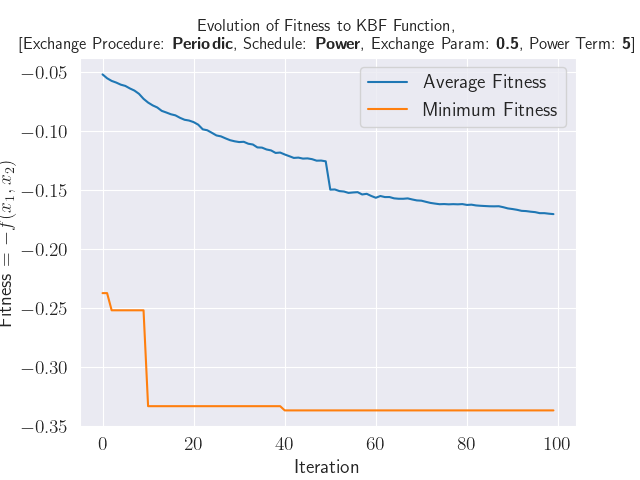 Evolution of Fitness to KBF Function,
[Exchange Procedure: Periodic, Schedule: Power, Exchange Param: 0.5, Power Term: 5]
Average Fitness
Minimum Fitness
Fitness = −f(x₁, x₂)
−0.05
−0.10
−0.15
−0.20
−0.25
−0.30
−0.35
0 20 40 60 80 100
Iteration